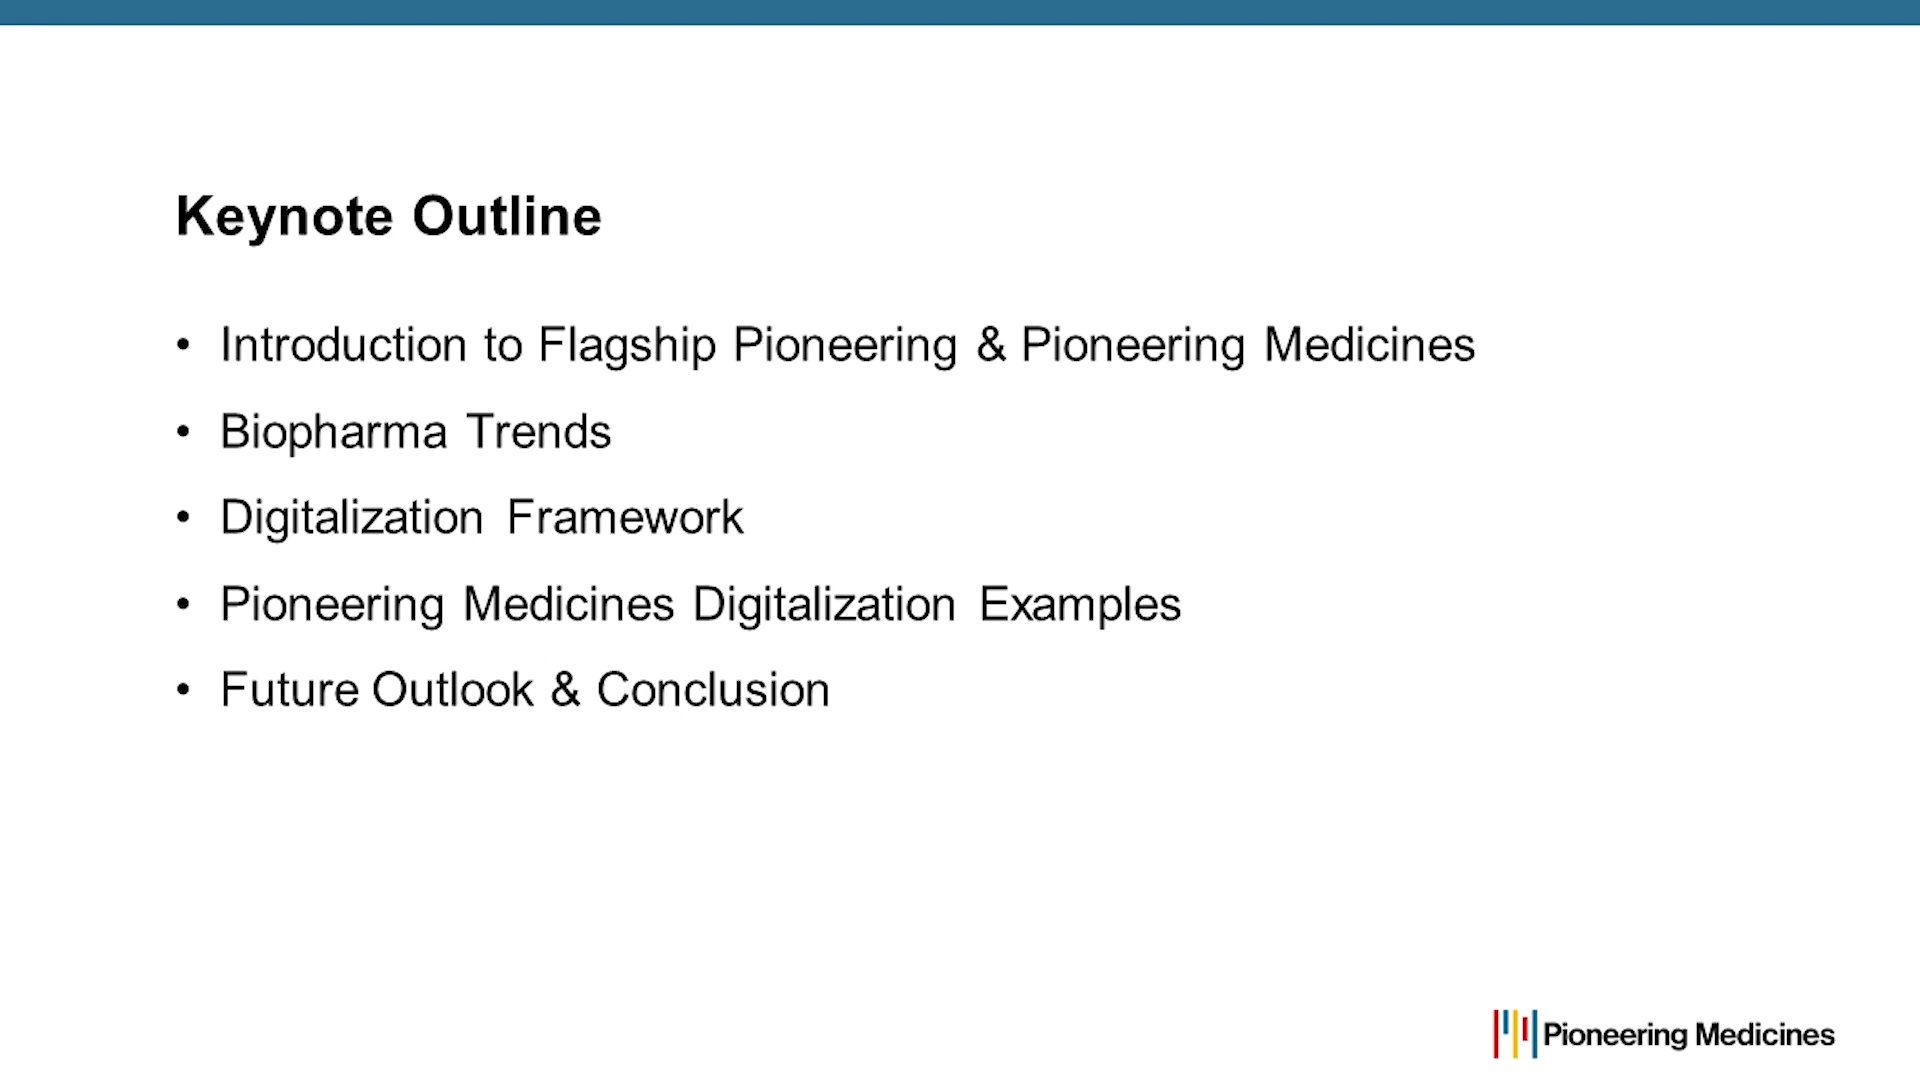 Keynote Outline
• Introduction to Flagship Pioneering & Pioneering Medicines
• Biopharma Trends
• Digitalization Framework
• Pioneering Medicines Digitalization Examples
• Future Outlook & Conclusion
Pioneering Medicines